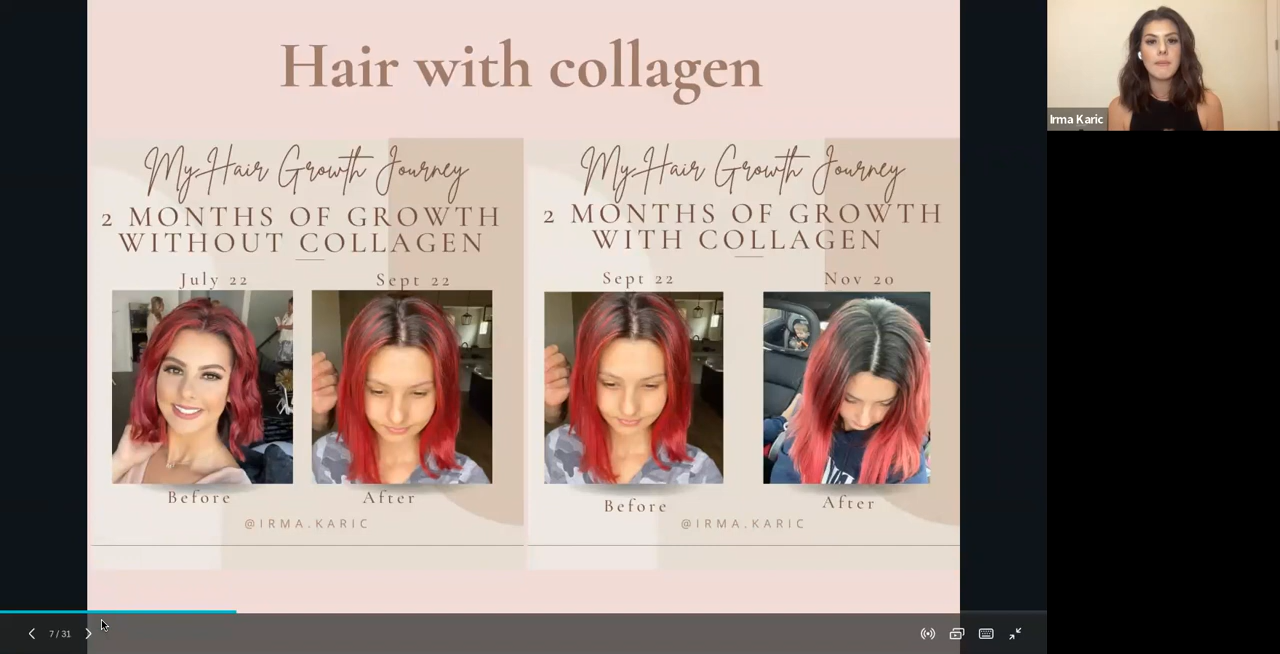 Hair with collagen
My Hair Growth Journey
2 MONTHS OF GROWTH
WITHOUT COLLAGEN
July 22
Sept 22
Before
After
@IRMA.KARIC
My Hair Growth Journey
2 MONTHS OF GROWTH
WITH COLLAGEN
Sept 22
Nov 20
Before
After
@IRMA.KARIC
Irma Karic
7 / 31